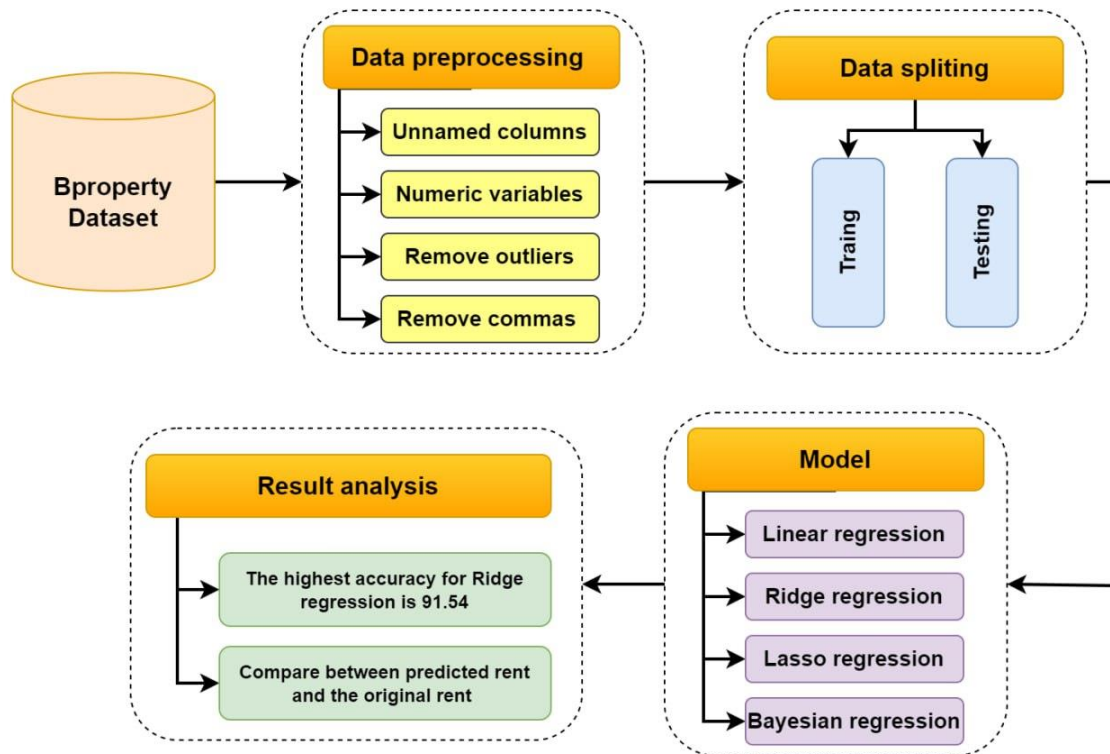 Bproperty
Dataset
Data preprocessing
Unnamed columns
Numeric variables
Remove outliers
Remove commas
Data spliting
Traing
Testing
Model
Linear regression
Ridge regression
Lasso regression
Bayesian regression
Result analysis
The highest accuracy for Ridge
regression is 91.54
Compare between predicted rent
and the original rent